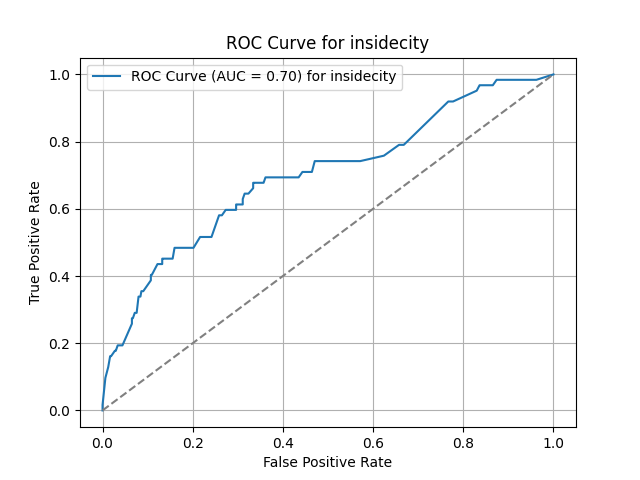 ROC Curve for insidecity
ROC Curve (AUC = 0.70) for insidecity
True Positive Rate
1.0
0.8
0.6
0.4
0.2
0.0
0.0 0.2 0.4 0.6 0.8 1.0
False Positive Rate